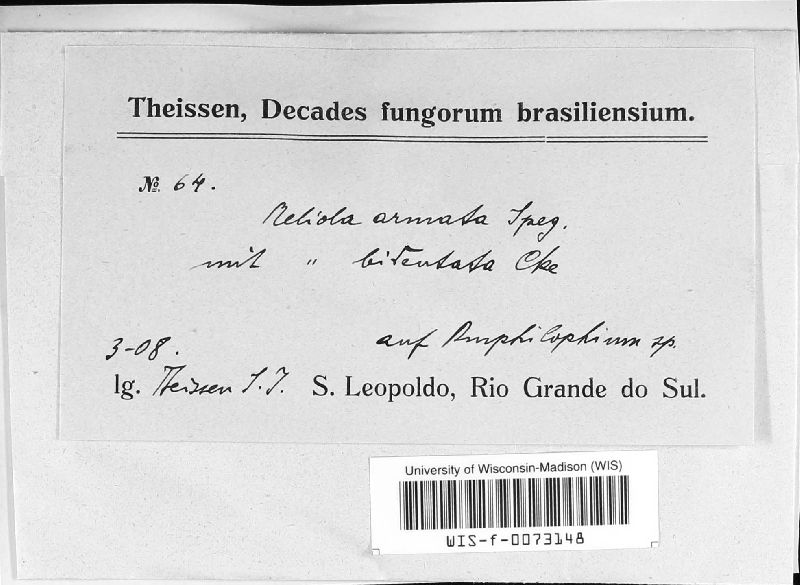 Theissen, Decades fungorum brasiliensium.
№ 64.
Meliola armata Speg.
mit " bidentata Cke
auf Amphilophium sp.
3-08.
lg. Theissen S.J. S. Leopoldo, Rio Grande do Sul.
University of Wisconsin-Madison (WIS)
WIS-f-0073148